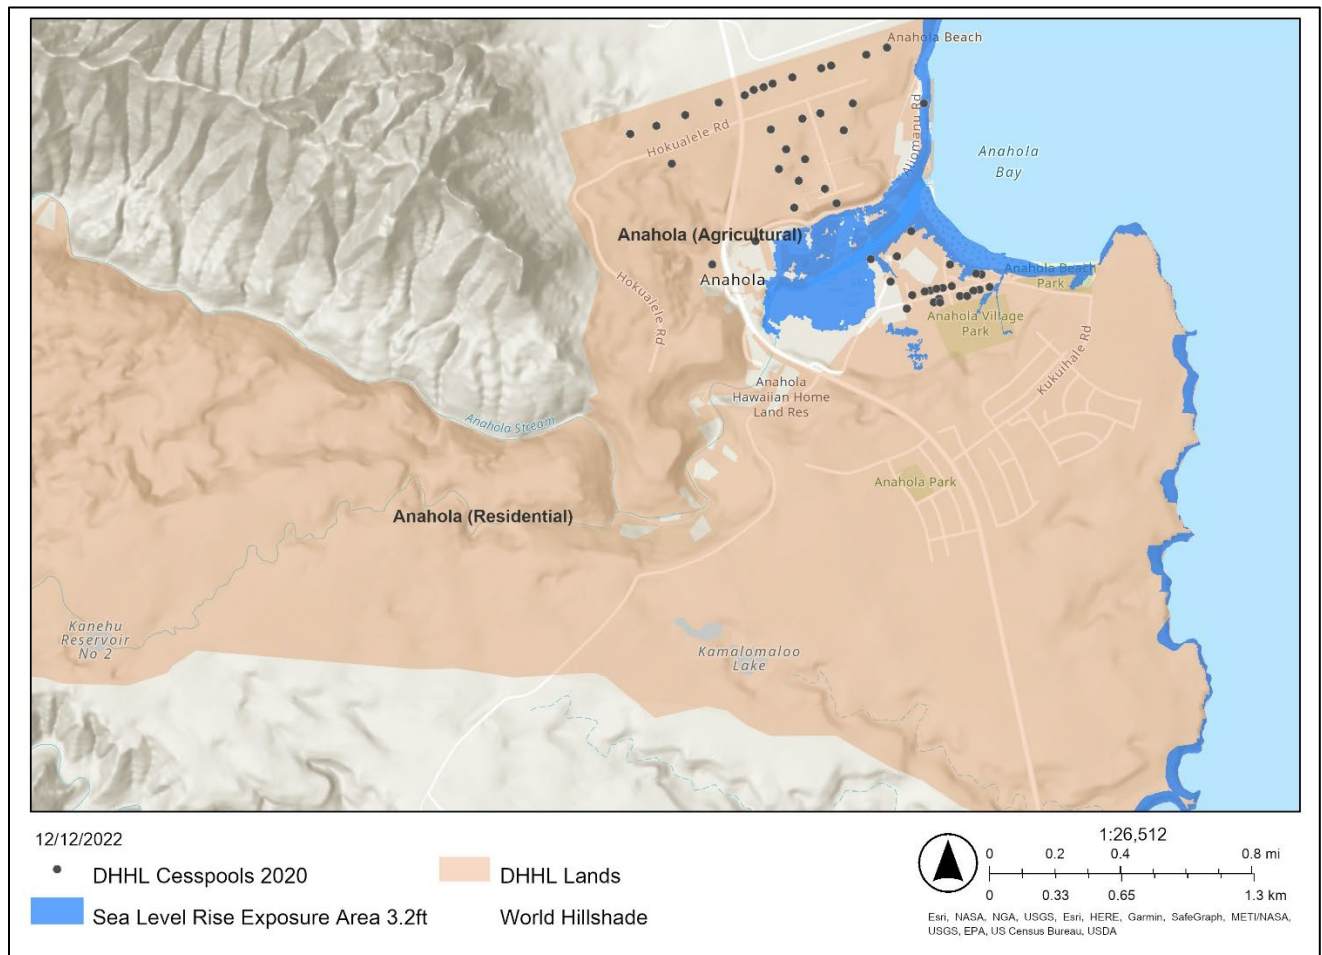 Anahola Beach
Aliomanu Rd
Hokualele Rd
Anahola
Bay
Anahola (Agricultural)
Anahola
Anahola Beach
Park
Hokualele Rd
Anahola Village
Park
Kukuihale Rd
Anahola
Hawaiian Home
Land Res
Anahola Stream
Anahola Park
Anahola (Residential)
Kanehu
Reservoir
No 2
Kamalomaloo
Lake
12/12/2022
DHHL Cesspools 2020
DHHL Lands
Sea Level Rise Exposure Area 3.2ft
World Hillshade
1:26,512
0 0.2 0.4 0.8 mi
0 0.33 0.65 1.3 km
Esri, NASA, NGA, USGS, Esri, HERE, Garmin, SafeGraph, METI/NASA,
USGS, EPA, US Census Bureau, USDA